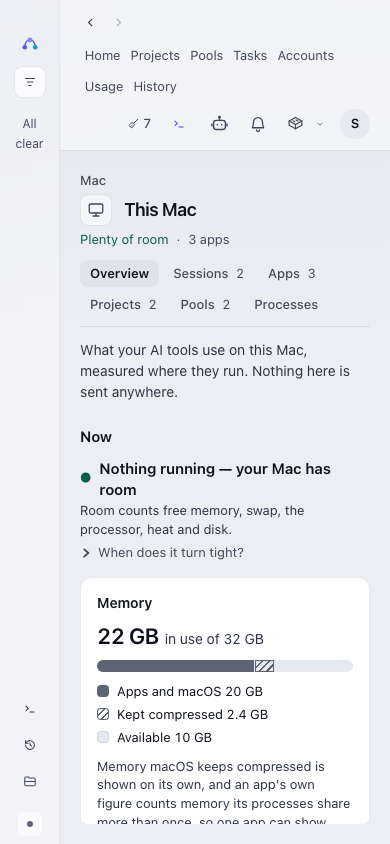 Home Projects Pools Tasks Accounts
Usage History
All
clear
7
S
Mac
This Mac
Plenty of room · 3 apps
Overview Sessions 2 Apps 3
Projects 2 Pools 2 Processes
What your AI tools use on this Mac,
measured where they run. Nothing here is
sent anywhere.
Now
Nothing running — your Mac has
room
Room counts free memory, swap, the
processor, heat and disk.
When does it turn tight?
Memory
22 GB in use of 32 GB
Apps and macOS 20 GB
Kept compressed 2.4 GB
Available 10 GB
Memory macOS keeps compressed is
shown on its own, and an app's own
figure counts memory its processes share
more than once, so one app can show